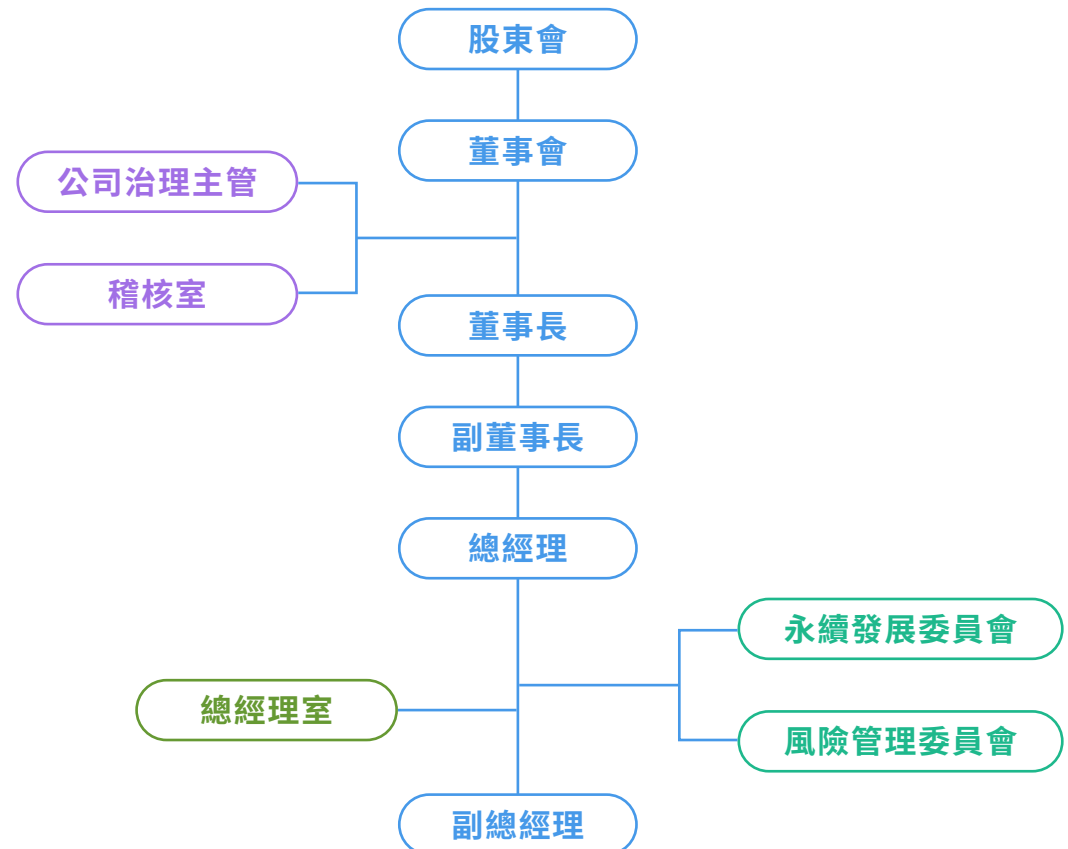 股東會
董事會
公司治理主管
稽核室
董事長
副董事長
總經理
永續發展委員會
總經理室
風險管理委員會
副總經理